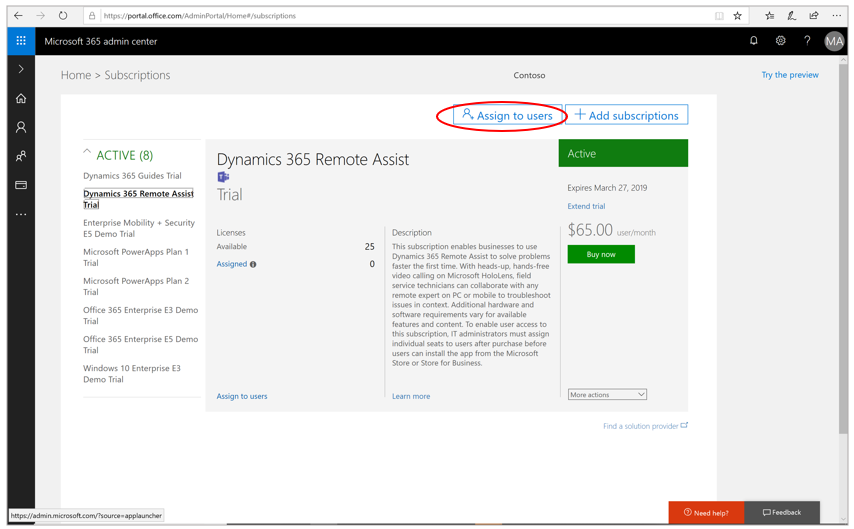 https://portal.office.com/AdminPortal/Home#/subscriptions
Microsoft 365 admin center
MA
Home > Subscriptions
Contoso
Try the preview
Assign to users
Add subscriptions
ACTIVE (8)
Dynamics 365 Guides Trial
Dynamics 365 Remote Assist
Trial
Enterprise Mobility + Security
E5 Demo Trial
Microsoft PowerApps Plan 1
Trial
Microsoft PowerApps Plan 2
Trial
Office 365 Enterprise E3 Demo
Trial
Office 365 Enterprise E5 Demo
Trial
Windows 10 Enterprise E3
Demo Trial
Dynamics 365 Remote Assist
Trial
Licenses
Available 25
Assigned 0
Assign to users
Description
This subscription enables businesses to use
Dynamics 365 Remote Assist to solve problems
faster the first time. With heads-up, hands-free
video calling on Microsoft HoloLens, field
service technicians can collaborate with any
remote expert on PC or mobile to troubleshoot
issues in context. Additional hardware and
software requirements vary for available
features and content. To enable user access to
this subscription, IT administrators must assign
individual seats to users after purchase before
users can install the app from the Microsoft
Store or Store for Business.
Learn more
Active
Expires March 27, 2019
Extend trial
$65.00 user/month
Buy now
More actions
Find a solution provider
https://admin.microsoft.com/?source=applauncher
Need help?
Feedback